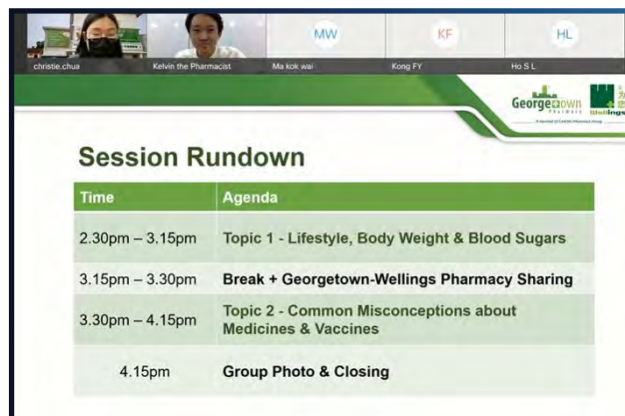 MW
KF
HL
christie.chua
Kelvin the Pharmacist
Ma kok wai
Kong FY
Ho S L
Georgetown
PHARMACY
Wellings
Session Rundown
Time Agenda
2.30pm – 3.15pm Topic 1 - Lifestyle, Body Weight & Blood Sugars
3.15pm – 3.30pm Break + Georgetown-Wellings Pharmacy Sharing
3.30pm – 4.15pm Topic 2 - Common Misconceptions about
Medicines & Vaccines
4.15pm Group Photo & Closing